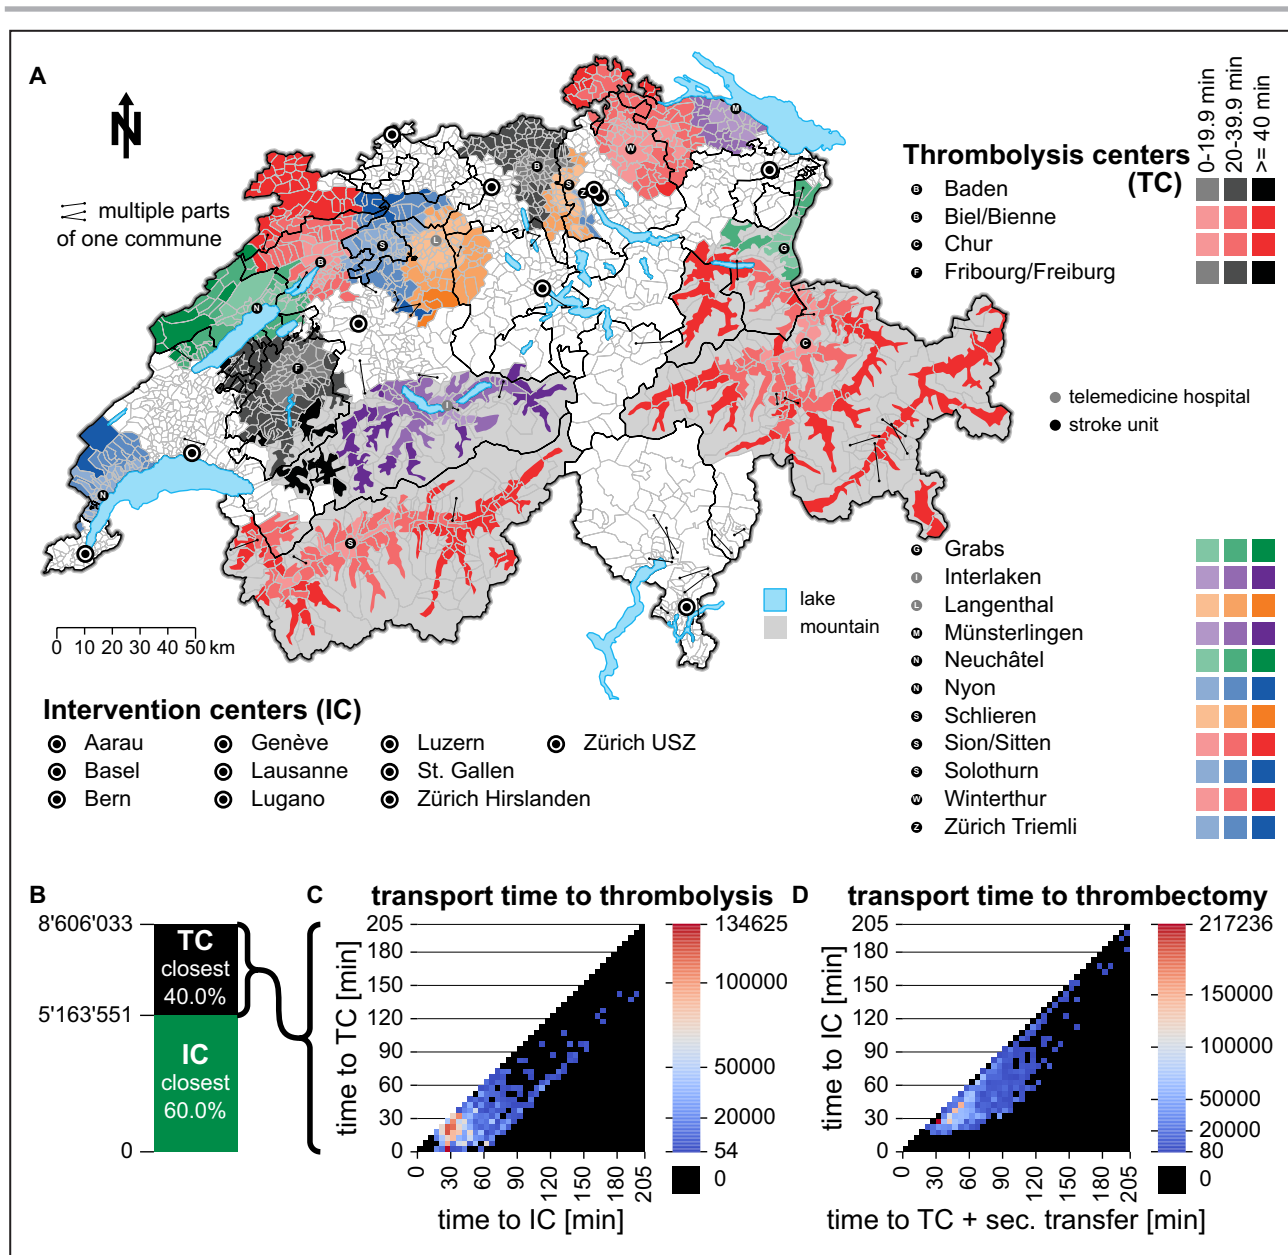 A
N
multiple parts
of one commune
0-19.9 min
20-39.9 min
>= 40 min
Thrombolysis centers
(TC)
B Baden
B Biel/Bienne
C Chur
F Fribourg/Freiburg
telemedicine hospital
stroke unit
G Grabs
I Interlaken
L Langenthal
M Münsterlingen
N Neuchâtel
N Nyon
S Schlieren
S Sion/Sitten
S Solothurn
W Winterthur
Z Zürich Triemli
M
W
B
S
Z
L
S
B
G
N
C
F
I
N
S
lake
mountain
0 10 20 30 40 50 km
Intervention centers (IC)
Aarau Genève Luzern Zürich USZ
Basel Lausanne St. Gallen
Bern Lugano Zürich Hirslanden
B
8'606'033
5'163'551
0
TC
closest
40.0%
IC
closest
60.0%
C
transport time to thrombolysis
time to TC [min]
205
180
150
120
90
60
30
0
0 30 60 90 120 150 180 205
time to IC [min]
134625
100000
50000
20000
54
0
D
transport time to thrombectomy
time to IC [min]
205
180
150
120
90
60
30
0
0 30 60 90 120 150 180 205
time to TC + sec. transfer [min]
217236
150000
100000
50000
20000
80
0